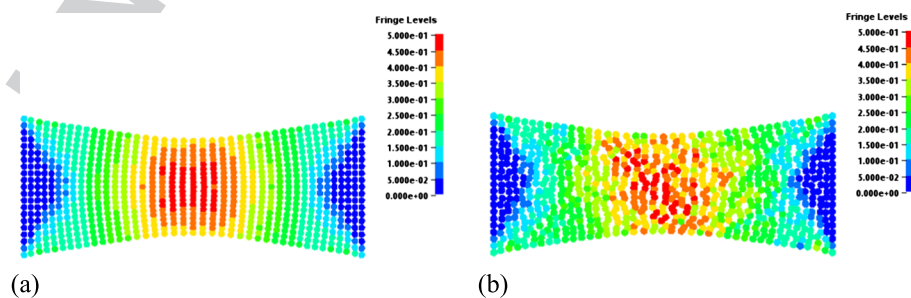 Fringe Levels
5.000e-01
4.500e-01
4.000e-01
3.500e-01
3.000e-01
2.500e-01
2.000e-01
1.500e-01
1.000e-01
5.000e-02
0.000e+00
(a)
Fringe Levels
5.000e-01
4.500e-01
4.000e-01
3.500e-01
3.000e-01
2.500e-01
2.000e-01
1.500e-01
1.000e-01
5.000e-02
0.000e+00
(b)